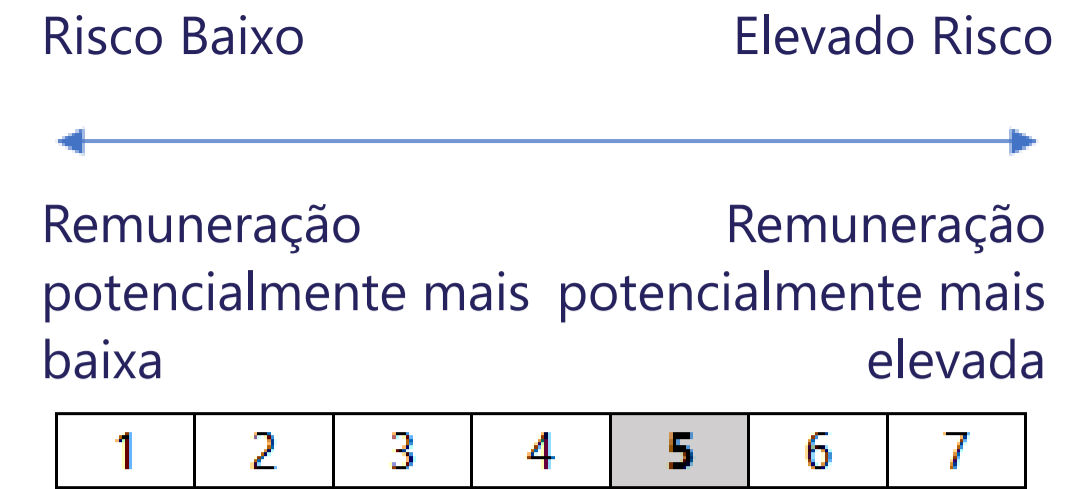 Risco Baixo Elevado Risco
Remuneração Remuneração
potencialmente mais potencialmente mais
baixa elevada
1 2 3 4 5 6 7